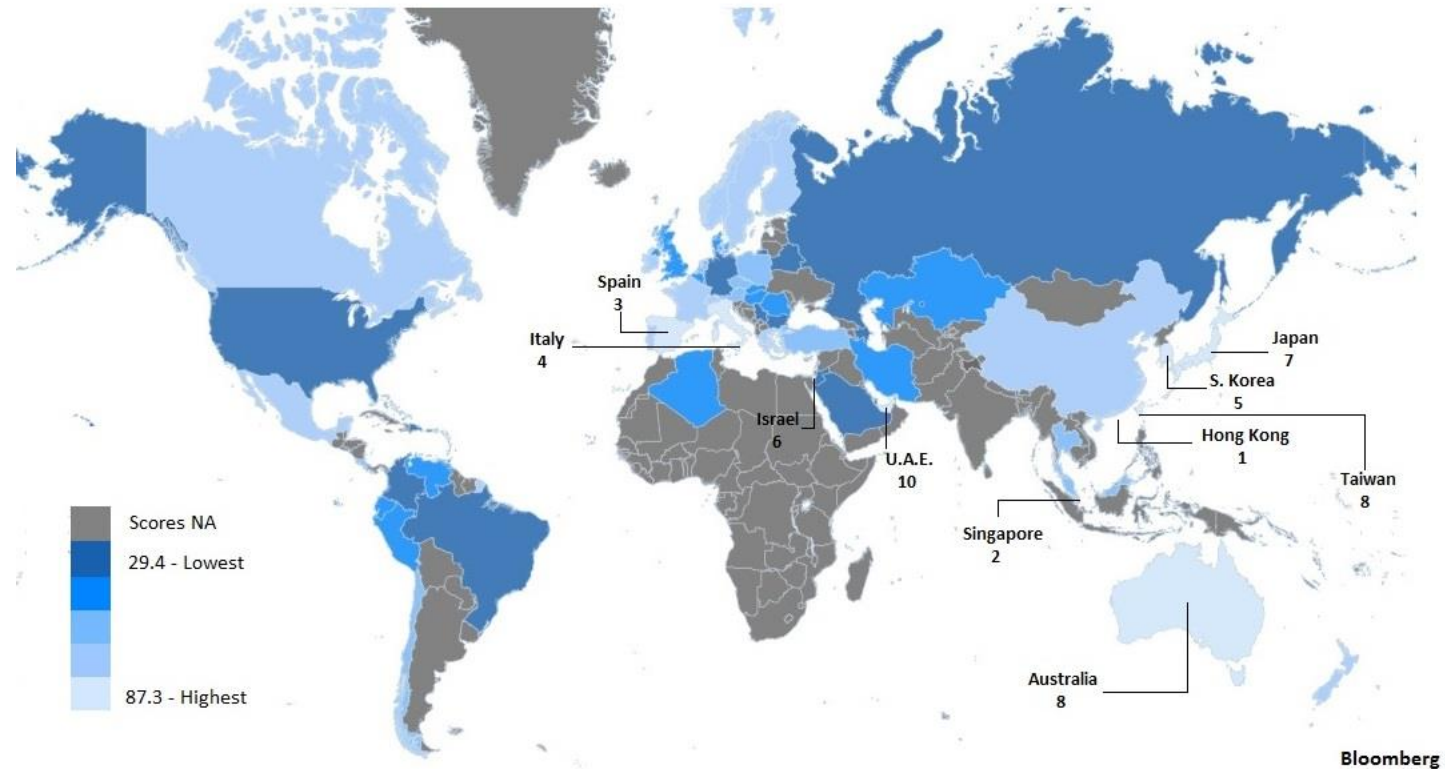 Spain
3
Italy
4
Japan
7
S. Korea
5
Israel
6
Hong Kong
1
U.A.E.
10
Taiwan
8
Singapore
2
Scores NA
29.4 - Lowest
Australia
8
87.3 - Highest
Bloomberg